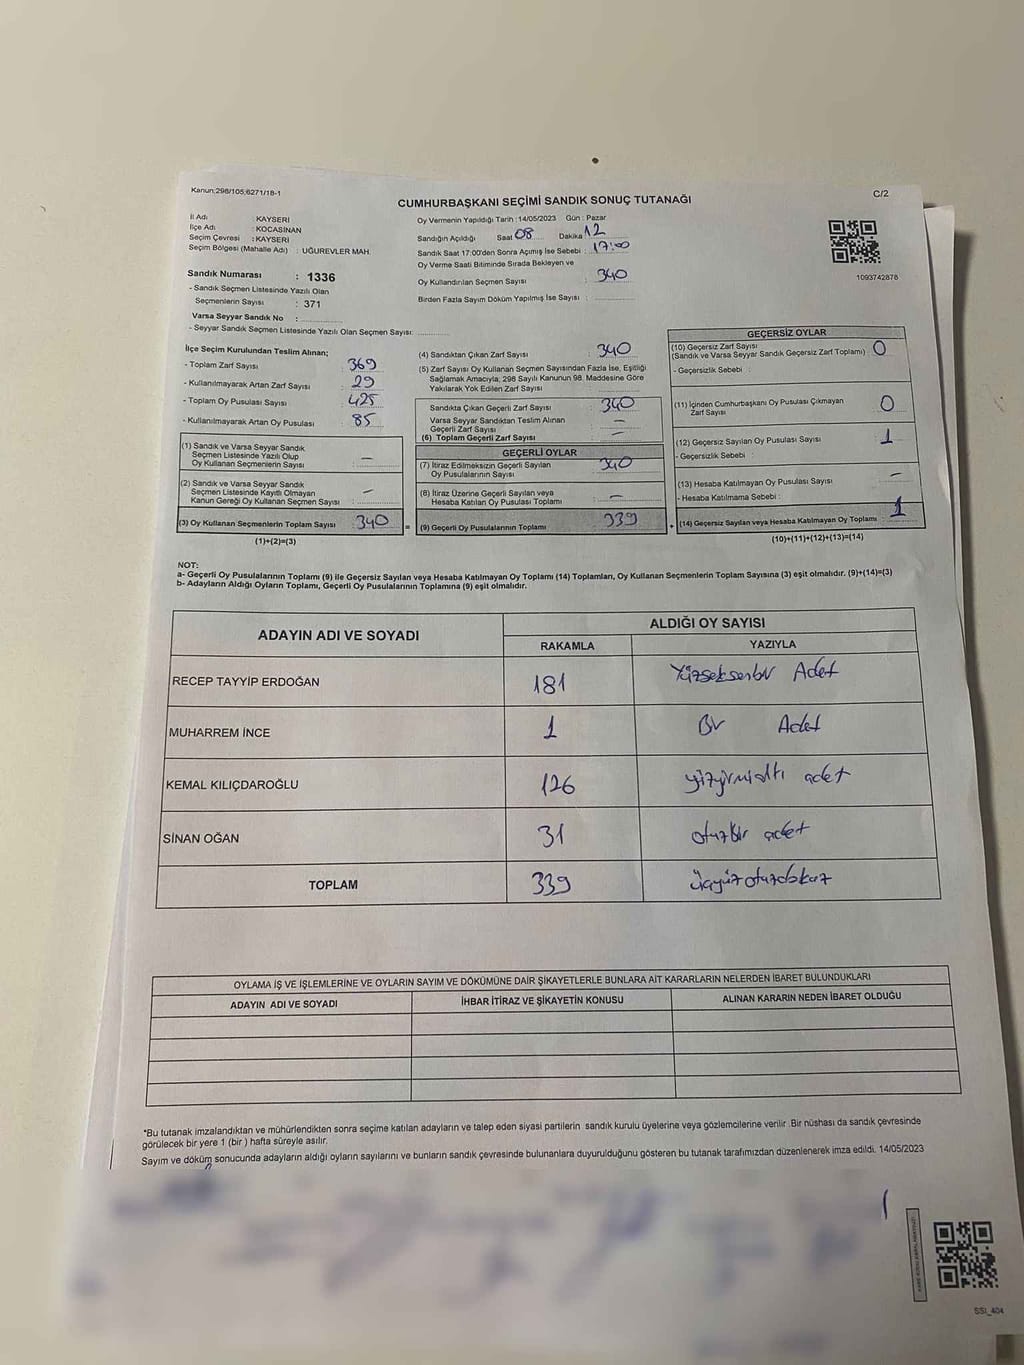 Kanun:298/105;6271/18-1
C/2
CUMHURBAŞKANI SEÇİMİ SANDIK SONUÇ TUTANAĞI
İl Adı : KAYSERİ
İlçe Adı : KOCASİNAN
Seçim Çevresi : KAYSERİ
Seçim Bölgesi (Mahalle Adı) : UĞUREVLER MAH.
Sandık Numarası : 1336
- Sandık Seçmen Listesinde Yazılı Olan
Seçmenlerin Sayısı : 371
Varsa Seyyar Sandık No :
- Seyyar Sandık Seçmen Listesinde Yazılı Olan Seçmen Sayısı:
Oy Vermenin Yapıldığı Tarih : 14/05/2023 Gün : Pazar
Sandığın Açıldığı Saat 08 Dakika 12
Sandık Saat 17:00'den Sonra Açımış İse Sebebi : 17:00
Oy Verme Saati Bitiminde Sırada Bekleyen ve
Oy Kullandırılan Seçmen Sayısı : 340
Birden Fazla Sayım Döküm Yapılmış İse Sayısı :
1093742878
İlçe Seçim Kurulundan Teslim Alınan;
- Toplam Zarf Sayısı : 369
- Kullanılmayarak Artan Zarf Sayısı : 29
- Toplam Oy Pusulası Sayısı : 425
- Kullanılmayarak Artan Oy Pusulası : 85
(1) Sandık ve Varsa Seyyar Sandık
Seçmen Listesinde Yazılı Olup
Oy Kullanan Seçmenlerin Sayısı : —
(2) Sandık ve Varsa Seyyar Sandık
Seçmen Listesinde Kayıtlı Olmayan
Kanun Gereği Oy Kullanan Seçmen Sayısı : —
(3) Oy Kullanan Seçmenlerin Toplam Sayısı : 340
(1)+(2)=(3)
(4) Sandıktan Çıkan Zarf Sayısı : 340
(5) Zarf Sayısı Oy Kullanan Seçmen Sayısından Fazla İse, Eşitliği
Sağlamak Amacıyla, 298 Sayılı Kanunun 98. Maddesine Göre
Yakılarak Yok Edilen Zarf Sayısı :
Sandıkta Çıkan Geçerli Zarf Sayısı : 340
Varsa Seyyar Sandıktan Teslim Alınan
Geçerli Zarf Sayısı : —
(6) Toplam Geçerli Zarf Sayısı : —
GEÇERLİ OYLAR
(7) İtiraz Edilmeksizin Geçerli Sayılan
Oy Pusulasının Sayısı : 340
(8) İtiraz Üzerine Geçerli Sayılan veya
Hesaba Katılan Oy Pusulası Toplamı : —
= (9) Geçerli Oy Pusulalarının Toplamı : 339
GEÇERSİZ OYLAR
(10) Geçersiz Zarf Sayısı
(Sandık ve Varsa Seyyar Sandık Geçersiz Zarf Toplamı) : 0
- Geçersizlik Sebebi :
(11) İçinden Cumhurbaşkanı Oy Pusulası Çıkmayan
Zarf Sayısı : 0
(12) Geçersiz Sayılan Oy Pusulası Sayısı : 1
- Geçersizlik Sebebi :
(13) Hesaba Katılmayan Oy Pusulası Sayısı : —
- Hesaba Katılmama Sebebi :
+ (14) Geçersiz Sayılan veya Hesaba Katılmayan Oy Toplamı : 1
(10)+(11)+(12)+(13)=(14)
NOT:
a- Geçerli Oy Pusulalarının Toplamı (9) ile Geçersiz Sayılan veya Hesaba Katılmayan Oy Toplamı (14) Toplamları, Oy Kullanan Seçmenlerin Toplam Sayısına (3) eşit olmalıdır. (9)+(14)=(3)
b- Adayların Aldığı Oyların Toplamı, Geçerli Oy Pusulalarının Toplamına (9) eşit olmalıdır.
ADAYIN ADI VE SOYADI
ALDIĞI OY SAYISI
RAKAMLA YAZIYLA
RECEP TAYYİP ERDOĞAN 181 Yüzseksenbir Adet
MUHARREM İNCE 1 Bir Adet
KEMAL KILIÇDAROĞLU 126 yüzyirmialtı adet
SİNAN OĞAN 31 otuzbir adet
TOPLAM 339 üçyüzotuzdokuz
OYLAMA İŞ VE İŞLEMLERİNE VE OYLARIN SAYIM VE DÖKÜMÜNE DAİR ŞİKAYETLERLE BUNLARA AİT KARARLARIN NELERDEN İBARET BULUNDUKLARI
ADAYIN ADI VE SOYADI İHBAR İTİRAZ VE ŞİKAYETİN KONUSU ALINAN KARARIN NEDEN İBARET OLDUĞU
*Bu tutanak imzalandıktan ve mühürlendikten sonra seçime katılan adayların ve talep eden siyasi partilerin sandık kurulu üyelerine veya gözlemcilerine verilir .Bir nüshası da sandık çevresinde
görülecek bir yere 1 (bir ) hafta süreyle asılır.
Sayım ve döküm sonucunda adayların aldığı oyların sayılarını ve bunların sandık çevresinde bulunanlara duyurulduğunu gösteren bu tutanak tarafımızdan düzenlenerek imza edildi. 14/05/2023
SSI_404